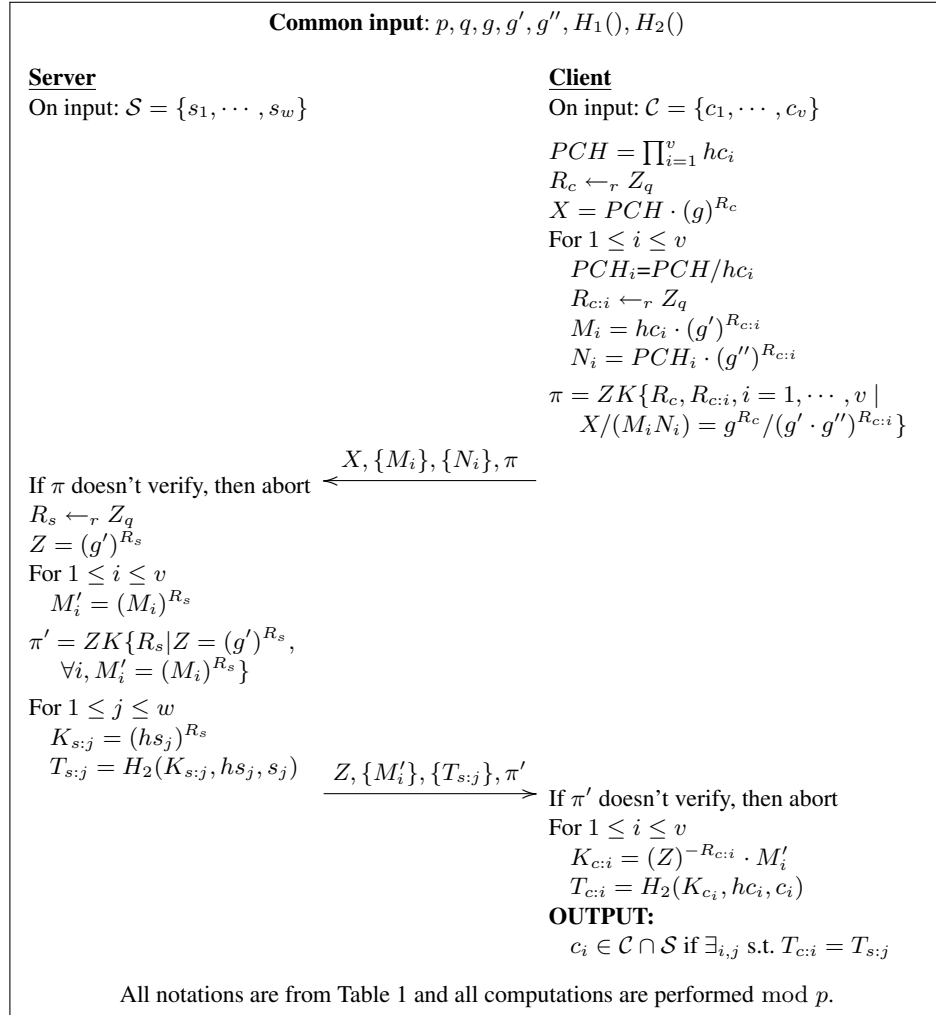 Common input: p, q, g, g′, g′′, H₁(), H₂()
Server
On input: 𝒮 = {s₁, ⋯ , s_w}
Client
On input: 𝒞 = {c₁, ⋯ , c_v}
PCH = ∏_{i=1}^{v} hc_i
R_c ←_r Z_q
X = PCH · (g)^{R_c}
For 1 ≤ i ≤ v
PCH_i=PCH/hc_i
R_{c:i} ←_r Z_q
M_i = hc_i · (g′)^{R_{c:i}}
N_i = PCH_i · (g′′)^{R_{c:i}}
π = ZK{R_c, R_{c:i}, i = 1, ⋯ , v |
X/(M_iN_i) = g^{R_c}/(g′ · g′′)^{R_{c:i}}}
X, {M_i}, {N_i}, π
If π doesn't verify, then abort
R_s ←_r Z_q
Z = (g′)^{R_s}
For 1 ≤ i ≤ v
M′_i = (M_i)^{R_s}
π′ = ZK{R_s|Z = (g′)^{R_s},
∀i, M′_i = (M_i)^{R_s}}
For 1 ≤ j ≤ w
K_{s:j} = (hs_j)^{R_s}
T_{s:j} = H₂(K_{s:j}, hs_j, s_j)
Z, {M′_i}, {T_{s:j}}, π′
If π′ doesn't verify, then abort
For 1 ≤ i ≤ v
K_{c:i} = (Z)^{−R_{c:i}} · M′_i
T_{c:i} = H₂(K_{c_i}, hc_i, c_i)
OUTPUT:
c_i ∈ 𝒞 ∩ 𝒮 if ∃_{i,j} s.t. T_{c:i} = T_{s:j}
All notations are from Table 1 and all computations are performed mod p.